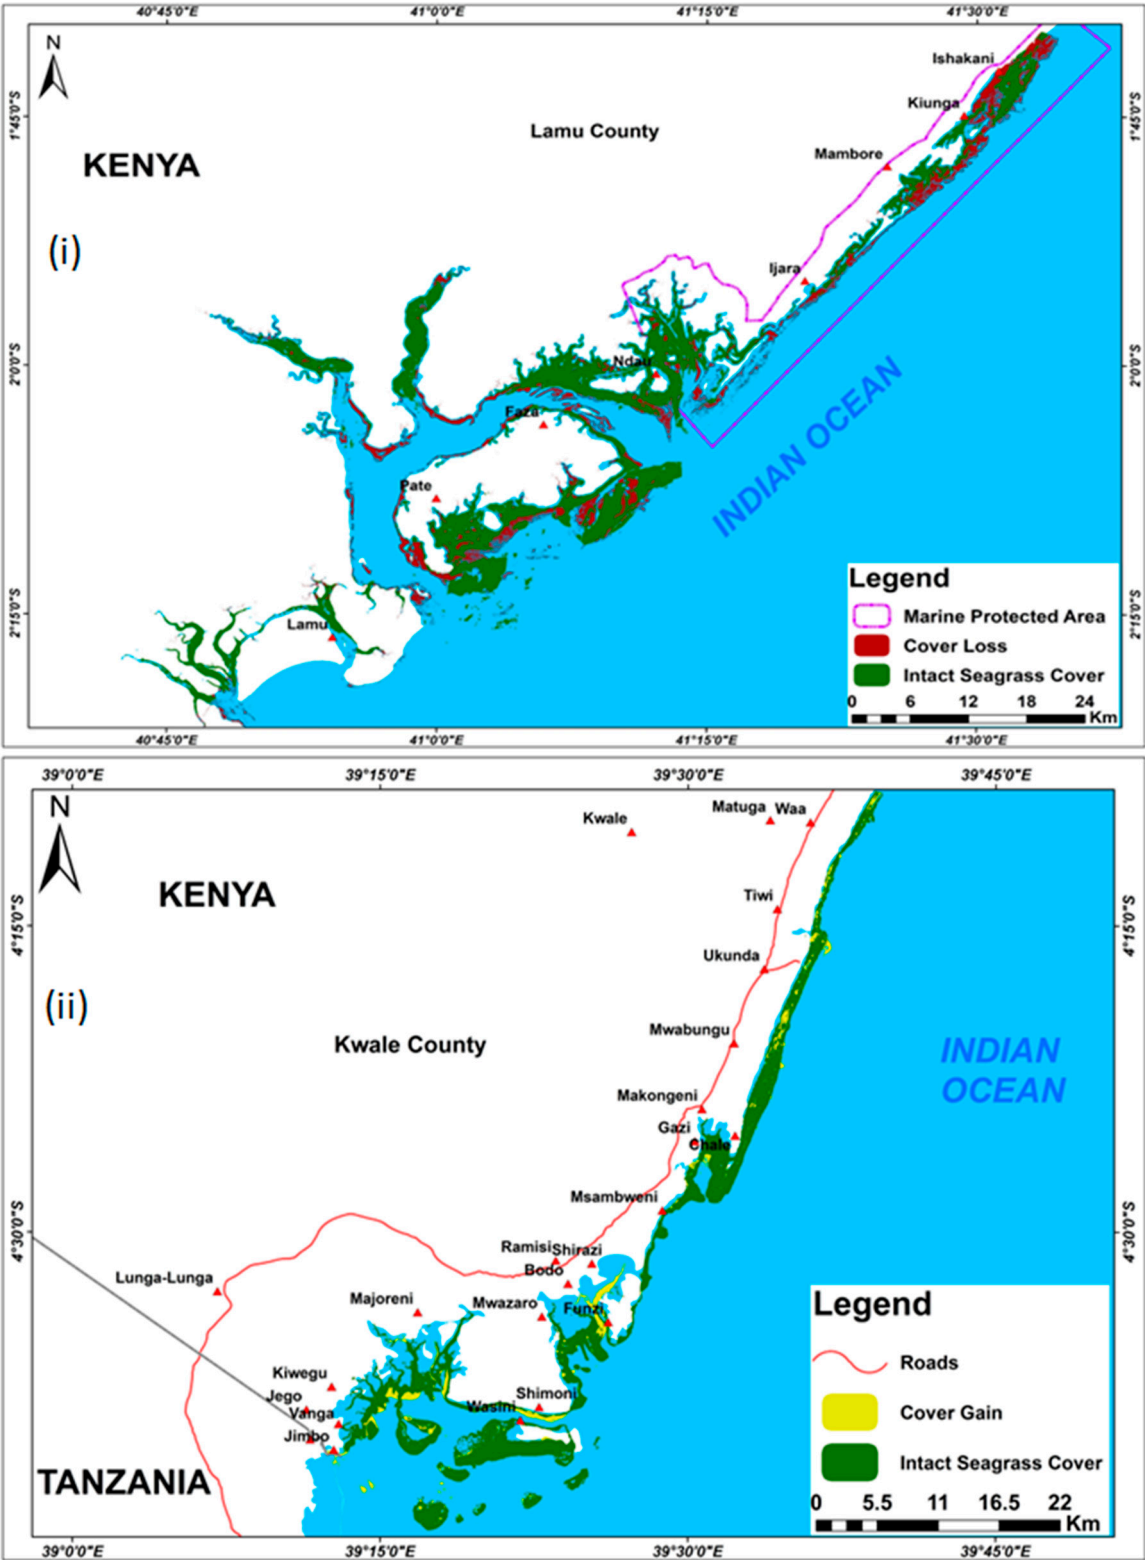 40°45'0"E 41°0'0"E 41°15'0"E 41°30'0"E
N
Ishakani
Kiunga
1°45'0"S 1°45'0"S
Lamu County
Mambore
KENYA
(i)
Ijara
2°0'0"S 2°0'0"S
Ndau
Faza
INDIAN OCEAN
Pate
Legend
Marine Protected Area
2°15'0"S 2°15'0"S
Lamu
Cover Loss
Intact Seagrass Cover
0 6 12 18 24
Km
40°45'0"E 41°0'0"E 41°15'0"E 41°30'0"E
39°0'0"E 39°15'0"E 39°30'0"E 39°45'0"E
N
Kwale
Matuga Waa
KENYA
Tiwi
4°15'0"S 4°15'0"S
Ukunda
(ii)
Mwabungu
Kwale County
INDIAN
OCEAN
Makongeni
Gazi
Chale
Msambweni
4°30'0"S 4°30'0"S
Ramisi Shirazi
Bodo
Lunga-Lunga
Majoreni
Mwazaro
Funzi
Legend
Roads
Kiwegu
Jego
Shimoni
Wasini
Vanga
Cover Gain
Jimbo
Intact Seagrass Cover
TANZANIA
0 5.5 11 16.5 22
Km
39°0'0"E 39°15'0"E 39°30'0"E 39°45'0"E